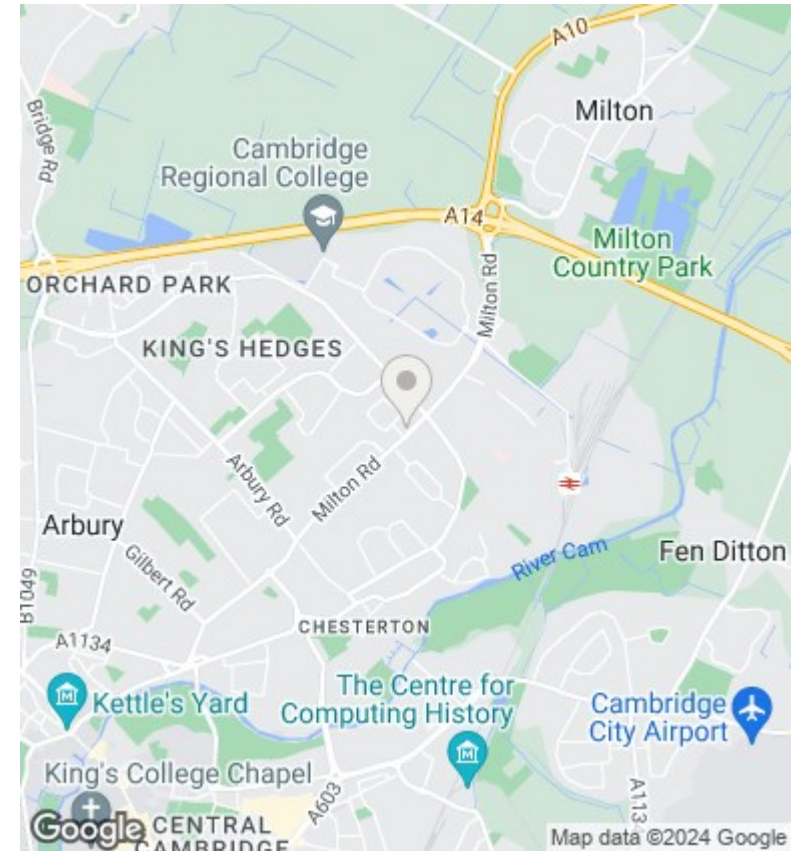 A10
Milton
Bridge Rd
Cambridge
Regional College
A14
Milton
Country Park
Milton Rd
ORCHARD PARK
KING'S HEDGES
Arbury Rd
Milton Rd
Arbury
Gilbert Rd
River Cam
Fen Ditton
B1049
CHESTERTON
A1134
The Centre for
Computing History
Kettle's Yard
Cambridge
City Airport
King's College Chapel
A603
A113
Google
CENTRAL
CAMBRIDGE
Map data ©2024 Google